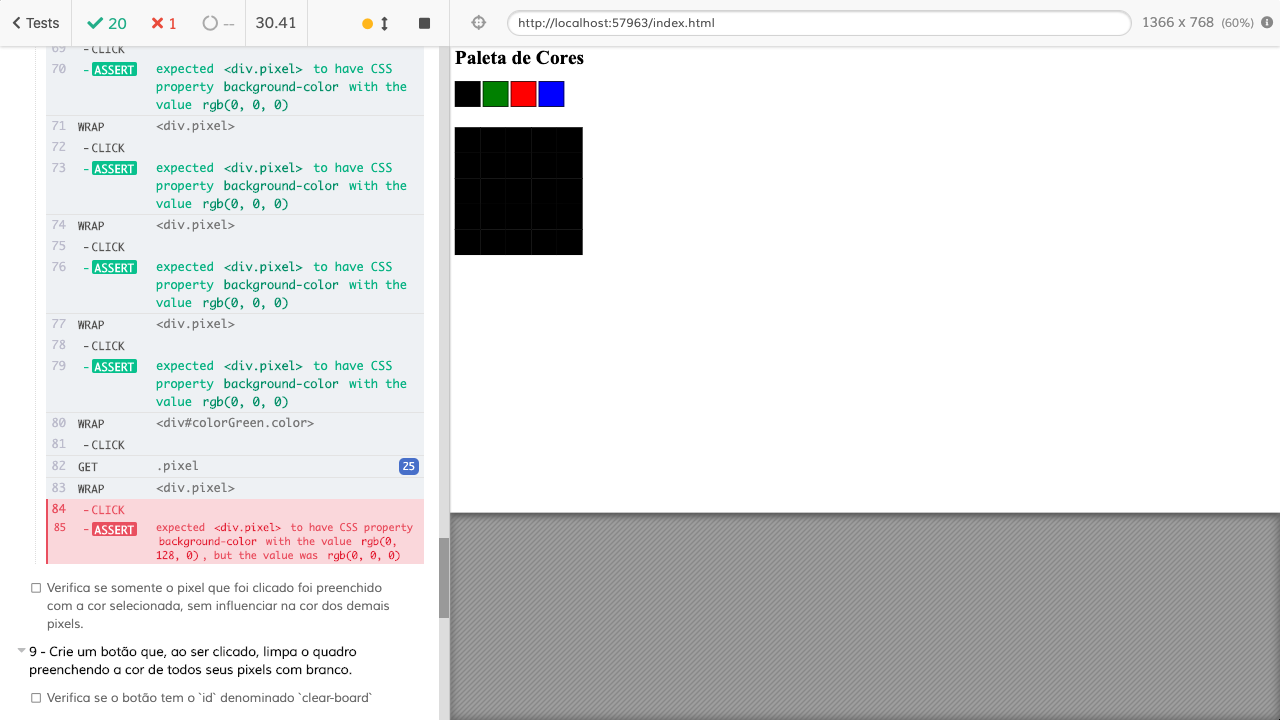 Tests 20 1 -- 30.41 http://localhost:57963/index.html 1366 x 768 (60%)
69 -CLICK
70 -ASSERT expected <div.pixel> to have CSS
property background-color with the
value rgb(0, 0, 0)
71 WRAP <div.pixel>
72 -CLICK
73 -ASSERT expected <div.pixel> to have CSS
property background-color with the
value rgb(0, 0, 0)
74 WRAP <div.pixel>
75 -CLICK
76 -ASSERT expected <div.pixel> to have CSS
property background-color with the
value rgb(0, 0, 0)
77 WRAP <div.pixel>
78 -CLICK
79 -ASSERT expected <div.pixel> to have CSS
property background-color with the
value rgb(0, 0, 0)
80 WRAP <div#colorGreen.color>
81 -CLICK
82 GET .pixel 25
83 WRAP <div.pixel>
84 -CLICK
85 -ASSERT expected <div.pixel> to have CSS property
background-color with the value rgb(0,
128, 0), but the value was rgb(0, 0, 0)
Verifica se somente o pixel que foi clicado foi preenchido
com a cor selecionada, sem influenciar na cor dos demais
pixels.
9 - Crie um botão que, ao ser clicado, limpa o quadro
preenchendo a cor de todos seus pixels com branco.
Verifica se o botão tem o `id` denominado `clear-board`
Paleta de Cores